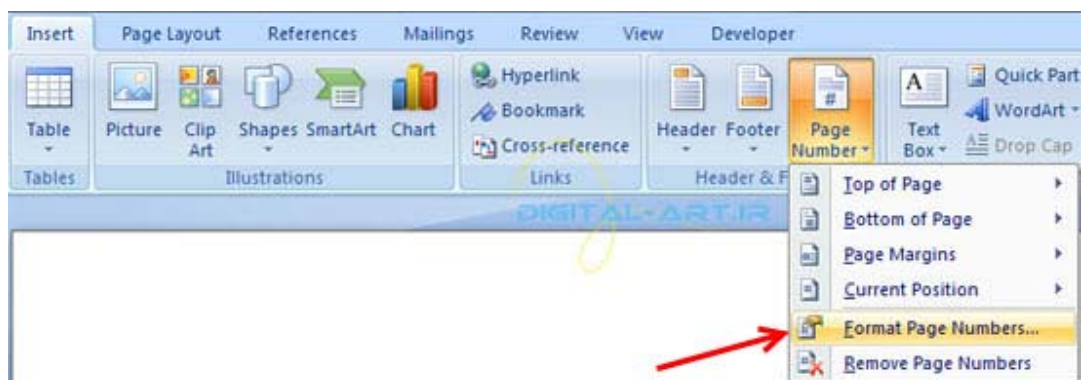 Insert Page Layout References Mailings Review View Developer
Table Picture Clip Art Shapes SmartArt Chart
Hyperlink
Bookmark
Cross-reference
Header Footer Page Number
Text Box
Quick Part
WordArt
Drop Cap
Tables Illustrations Links Header & F
DIGITAL-ART.IR
Top of Page
Bottom of Page
Page Margins
Current Position
Format Page Numbers...
Remove Page Numbers